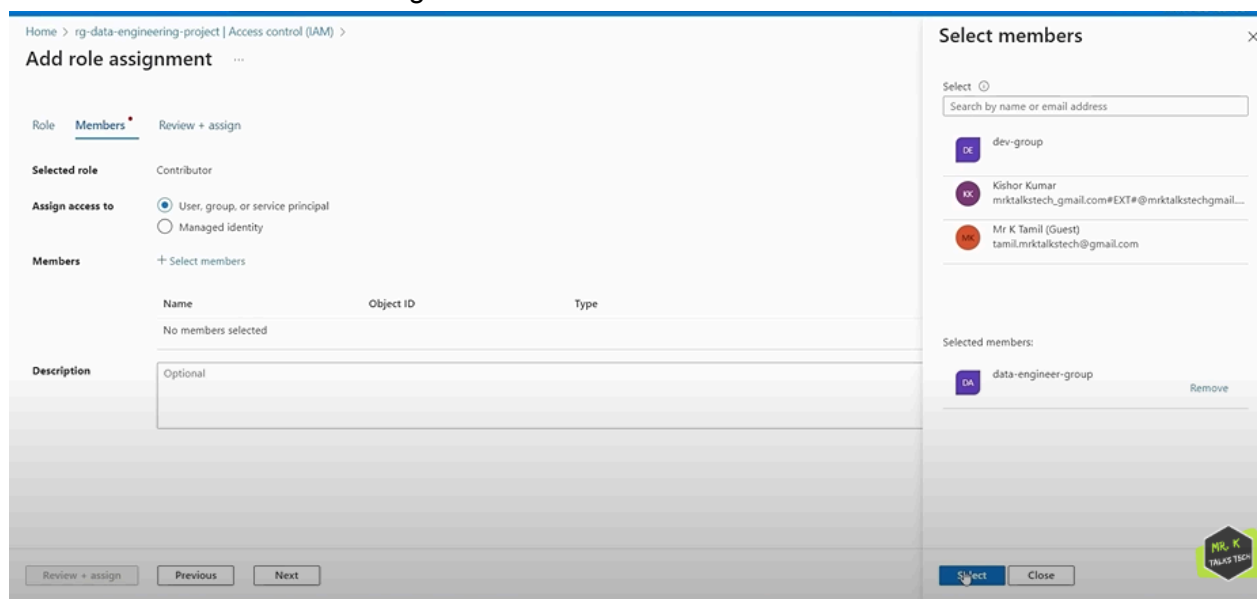 Home > rg-data-engineering-project | Access control (IAM) >
Add role assignment ...
Role Members Review + assign
Selected role Contributor
Assign access to User, group, or service principal
Managed identity
Members + Select members
Name Object ID Type
No members selected
Description Optional
Review + assign Previous Next
Select members
Select
Search by name or email address
DE dev-group
KK Kishor Kumar
mrktalkstech_gmail.com#EXT#@mrktalkstechgmail....
MK Mr K Tamil (Guest)
tamil.mrktalkstech@gmail.com
Selected members:
DA data-engineer-group
Remove
Select Close
MR. K
TALKS TECH